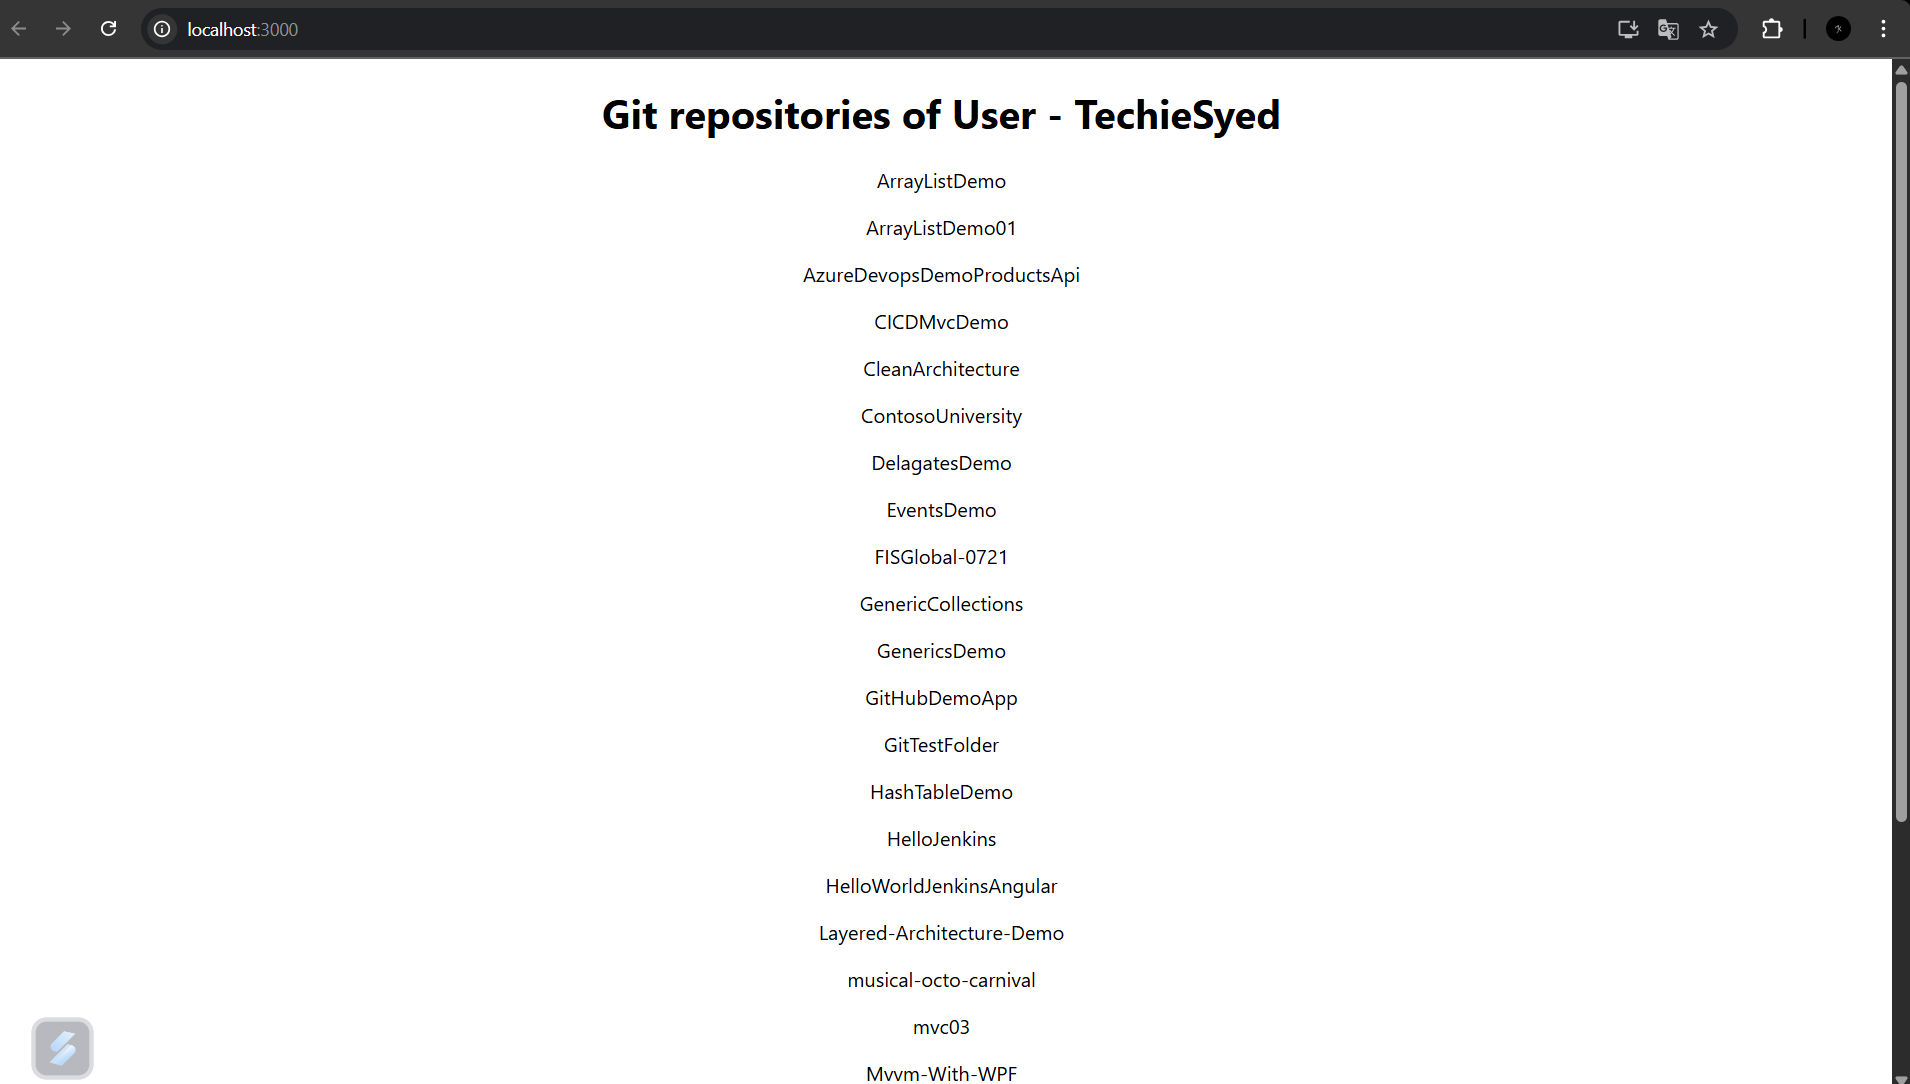 localhost:3000
Git repositories of User - TechieSyed
ArrayListDemo
ArrayListDemo01
AzureDevopsDemoProductsApi
CICDMvcDemo
CleanArchitecture
ContosoUniversity
DelagatesDemo
EventsDemo
FISGlobal-0721
GenericCollections
GenericsDemo
GitHubDemoApp
GitTestFolder
HashTableDemo
HelloJenkins
HelloWorldJenkinsAngular
Layered-Architecture-Demo
musical-octo-carnival
mvc03
Mvvm-With-WPF